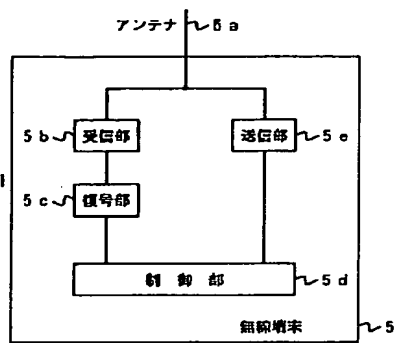 アンテナ 5a
5b 受信部 送信部 5e
5c 復号部
制御部 5d
無線端末 5